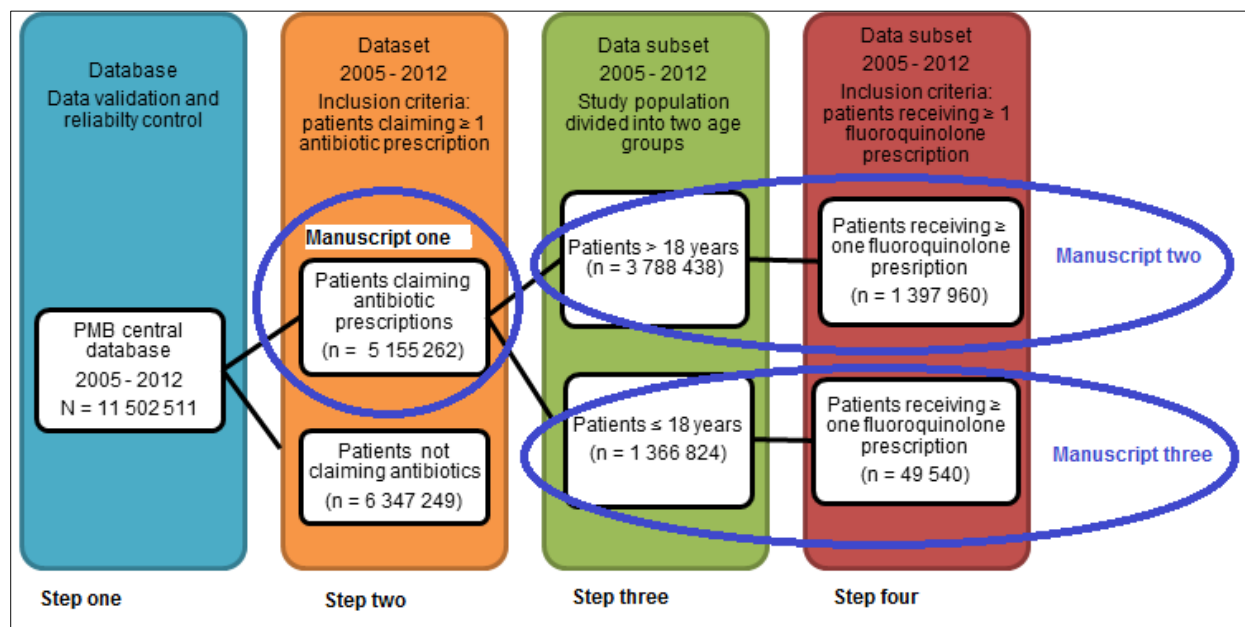 Database
Data validation and
reliabilty control
PMB central
database
2005 - 2012
N = 11 502 511
Step one
Dataset
2005 - 2012
Inclusion criteria:
patients claiming ≥ 1
antibiotic prescription
Manuscript one
Patients claiming
antibiotic
prescriptions
(n = 5 155 262)
Patients not
claiming antibiotics
(n = 6 347 249)
Step two
Data subset
2005 - 2012
Study population
divided into two age
groups
Patients > 18 years
(n = 3 788 438)
Patients ≤ 18 years
(n = 1 366 824)
Step three
Data subset
2005 - 2012
Inclusion criteria:
patients receiving ≥ 1
fluoroquinolone
prescription
Patients receiving ≥
one fluoroquinolone
presription
(n = 1 397 960)
Manuscript two
Patients receiving ≥
one fluoroquinolone
prescription
(n = 49 540)
Manuscript three
Step four